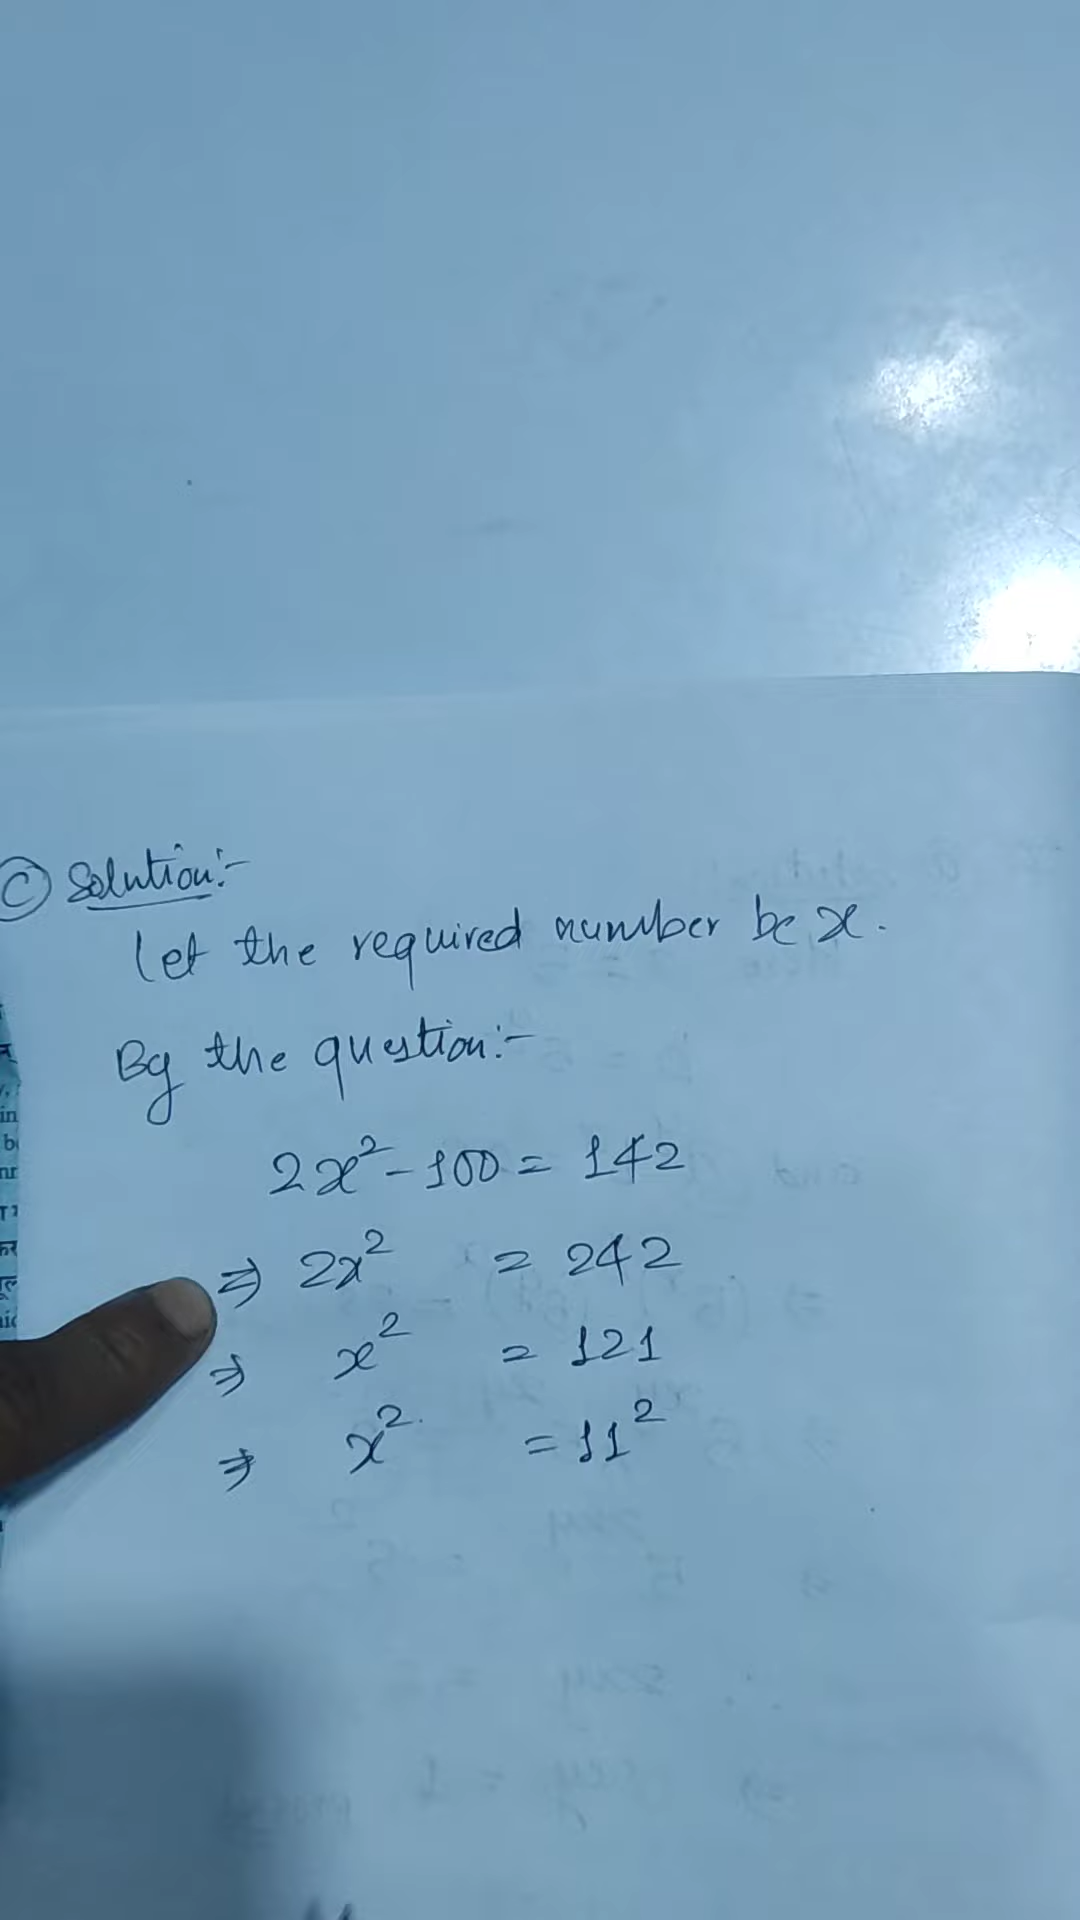 (C) Solution:-
Let the required number be x.
By the question:-
2x² - 100 = 142
⇒ 2x² = 242
⇒ x² = 121
⇒ x² = 11²